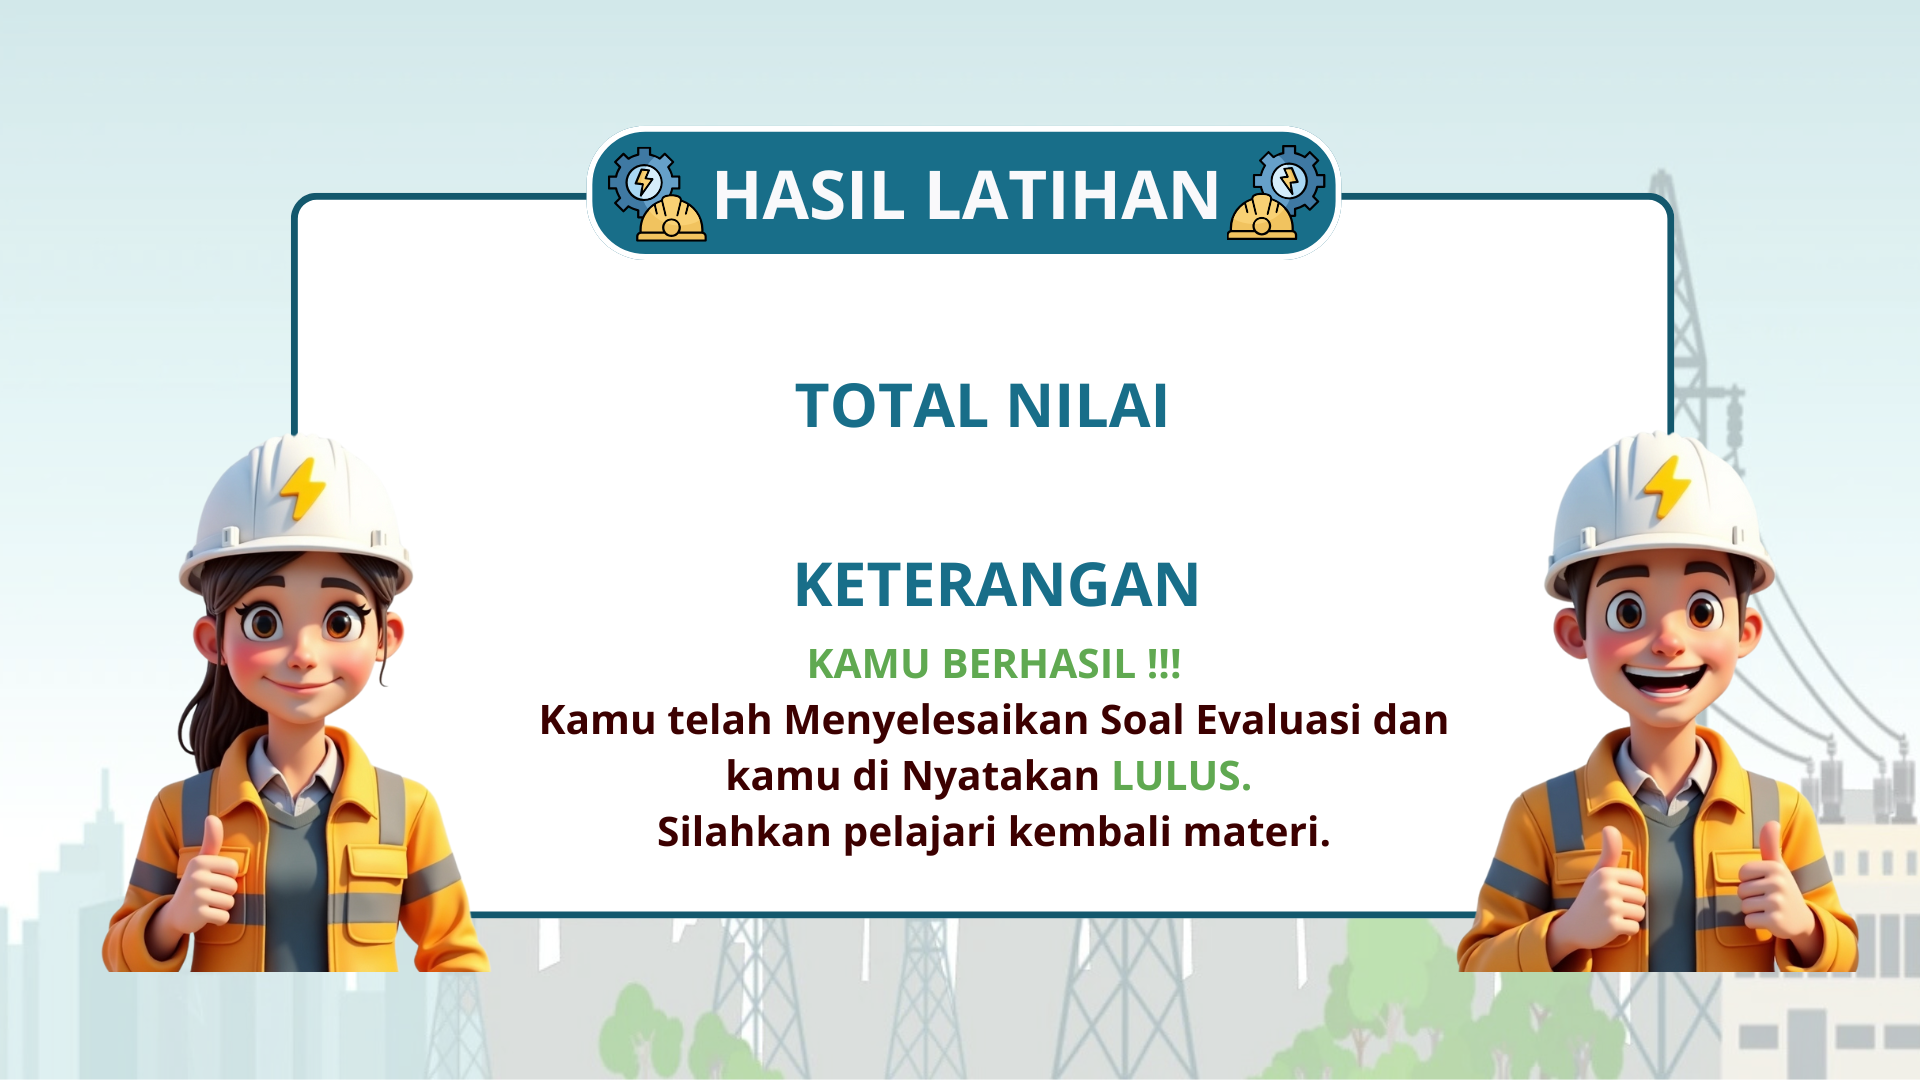 HASIL LATIHAN
TOTAL NILAI
KETERANGAN
KAMU BERHASIL !!!
Kamu telah Menyelesaikan Soal Evaluasi dan
kamu di Nyatakan LULUS.
Silahkan pelajari kembali materi.